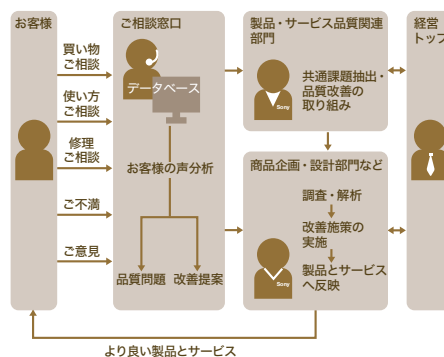 お客様
買い物
ご相談
使い方
ご相談
修理
ご相談
ご不満
ご意見
ご相談窓口
データベース
お客様の声分析
品質問題
改善提案
製品・サービス品質関連
部門
共通課題抽出・
品質改善の
取り組み
Sony
商品企画・設計部門など
調査・解析
改善施策の
実施
製品とサービス
へ反映
Sony
経営
トップ
より良い製品とサービス